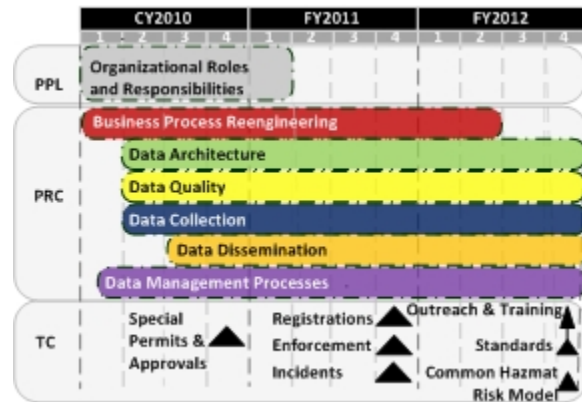 CY2010 FY2011 FY2012
1 2 3 4 1 2 3 4 1 2 3 4
PPL
Organizational Roles
and Responsibilities
PRC
Business Process Reengineering
Data Architecture
Data Quality
Data Collection
Data Dissemination
Data Management Processes
TC
Special
Permits &
Approvals
Registrations
Enforcement
Incidents
Outreach & Training
Standards
Common Hazmat
Risk Model